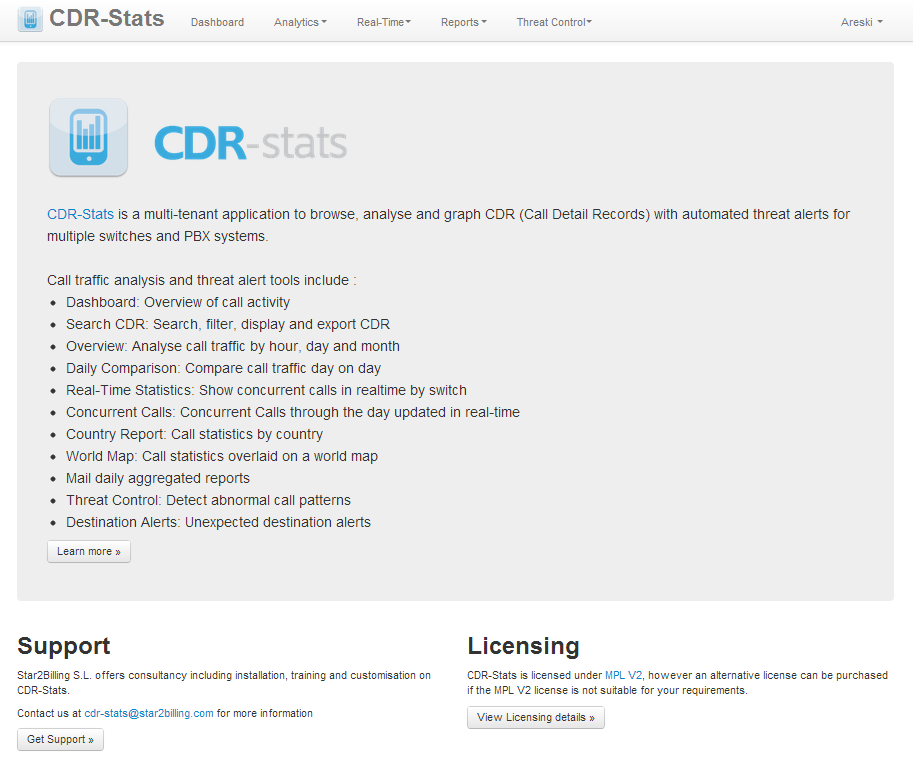 CDR-Stats Dashboard Analytics Real-Time Reports Threat Control Areski
CDR-stats
CDR-Stats is a multi-tenant application to browse, analyse and graph CDR (Call Detail Records) with automated threat alerts for
multiple switches and PBX systems.
Call traffic analysis and threat alert tools include :
• Dashboard: Overview of call activity
• Search CDR: Search, filter, display and export CDR
• Overview: Analyse call traffic by hour, day and month
• Daily Comparison: Compare call traffic day on day
• Real-Time Statistics: Show concurrent calls in realtime by switch
• Concurrent Calls: Concurrent Calls through the day updated in real-time
• Country Report: Call statistics by country
• World Map: Call statistics overlaid on a world map
• Mail daily aggregated reports
• Threat Control: Detect abnormal call patterns
• Destination Alerts: Unexpected destination alerts
Learn more »
Support
Star2Billing S.L. offers consultancy including installation, training and customisation on
CDR-Stats.
Contact us at cdr-stats@star2billing.com for more information
Get Support »
Licensing
CDR-Stats is licensed under MPL V2, however an alternative license can be purchased
if the MPL V2 license is not suitable for your requirements.
View Licensing details »